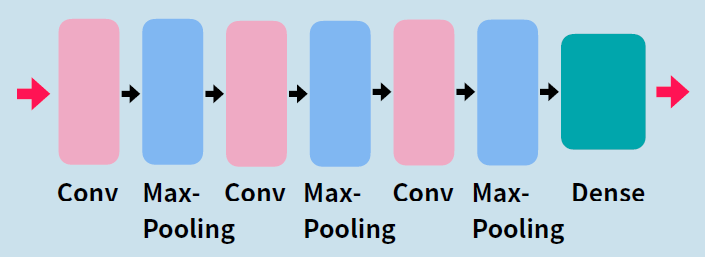 Conv Max- Conv Max- Conv Max- Dense
Pooling Pooling Pooling